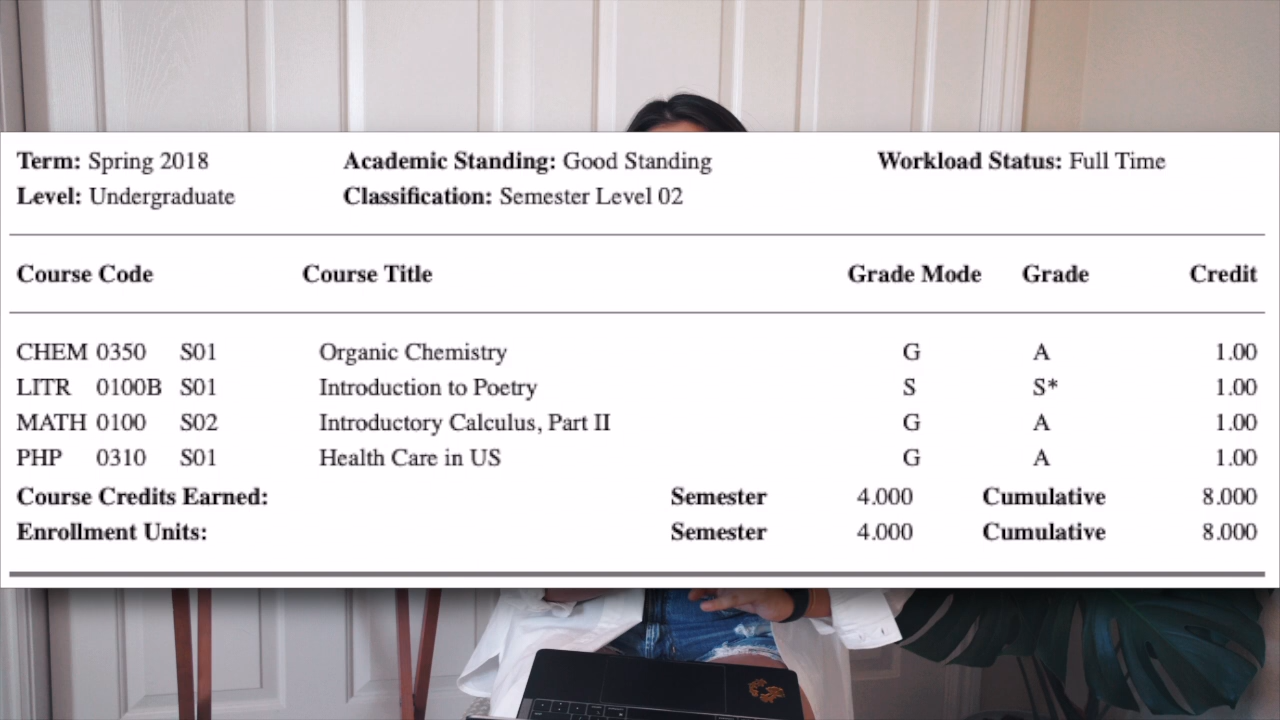 Term: Spring 2018 Academic Standing: Good Standing Workload Status: Full Time
Level: Undergraduate Classification: Semester Level 02
Course Code Course Title Grade Mode Grade Credit
CHEM 0350 S01 Organic Chemistry G A 1.00
LITR 0100B S01 Introduction to Poetry S S* 1.00
MATH 0100 S02 Introductory Calculus, Part II G A 1.00
PHP 0310 S01 Health Care in US G A 1.00
Course Credits Earned: Semester 4.000 Cumulative 8.000
Enrollment Units: Semester 4.000 Cumulative 8.000